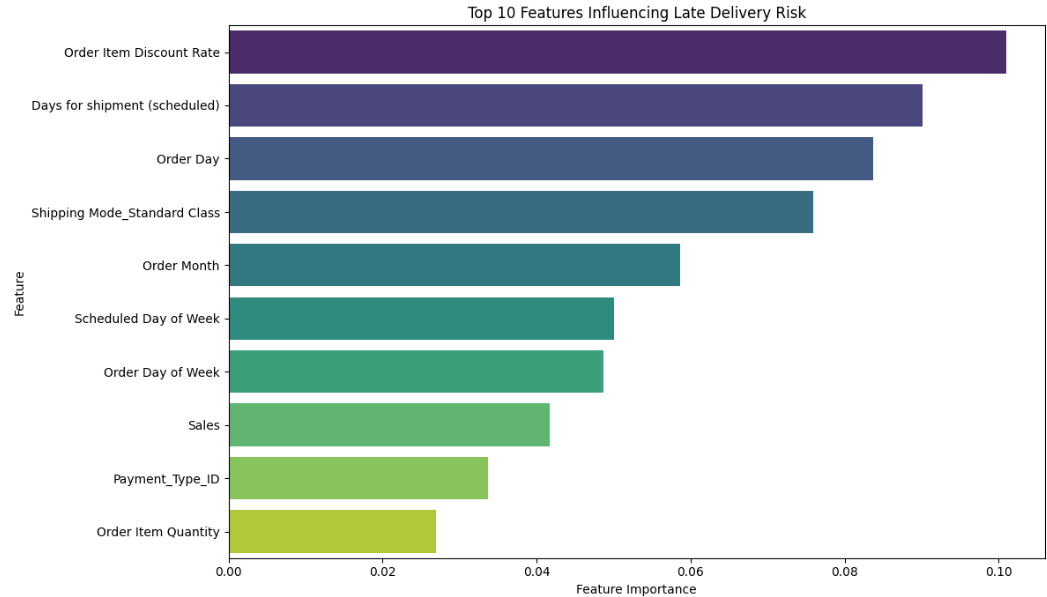 Top 10 Features Influencing Late Delivery Risk
Feature
Order Item Discount Rate
Days for shipment (scheduled)
Order Day
Shipping Mode_Standard Class
Order Month
Scheduled Day of Week
Order Day of Week
Sales
Payment_Type_ID
Order Item Quantity
0.00 0.02 0.04 0.06 0.08 0.10
Feature Importance